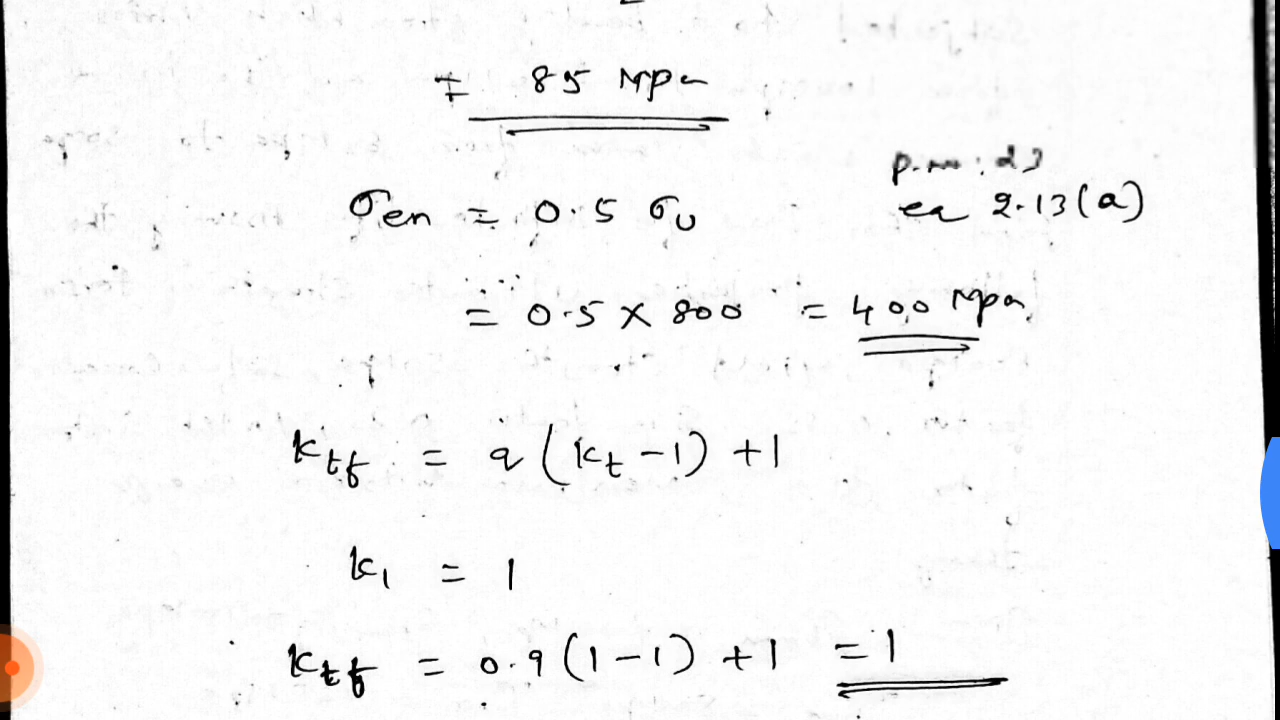 = 85 Mpa
p.no: 23
σen = 0.5 σu eq 2.13(a)
= 0.5 × 800 = 400 Mpa
Ktf = q (Kt - 1) + 1
K1 = 1
Ktf = 0.9 (1 - 1) + 1 = 1